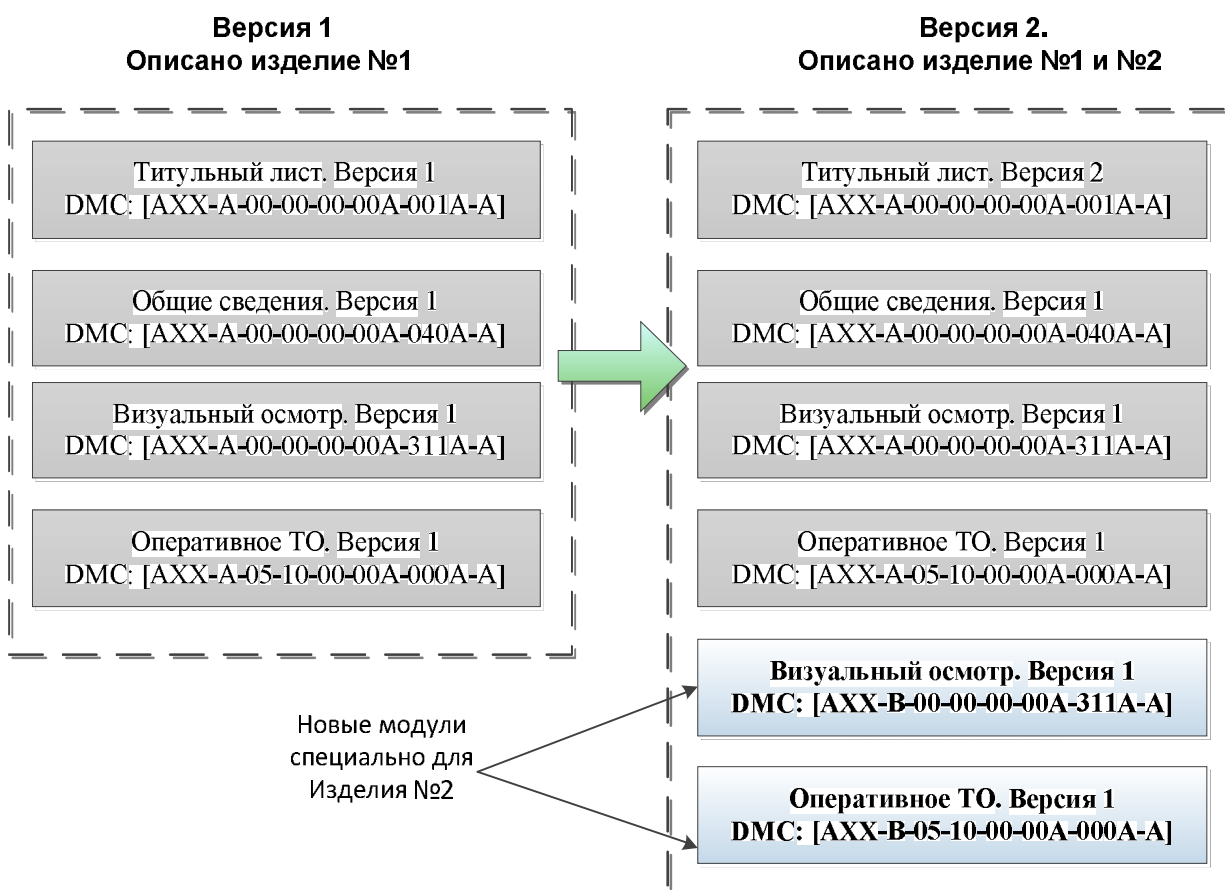 Версия 1
Описано изделие №1
Титульный лист. Версия 1
DMC: [AXX-A-00-00-00-00A-001A-A]
Общие сведения. Версия 1
DMC: [AXX-A-00-00-00-00A-040A-A]
Визуальный осмотр. Версия 1
DMC: [AXX-A-00-00-00-00A-311A-A]
Оперативное ТО. Версия 1
DMC: [AXX-A-05-10-00-00A-000A-A]
Версия 2.
Описано изделие №1 и №2
Титульный лист. Версия 2
DMC: [AXX-A-00-00-00-00A-001A-A]
Общие сведения. Версия 1
DMC: [AXX-A-00-00-00-00A-040A-A]
Визуальный осмотр. Версия 1
DMC: [AXX-A-00-00-00-00A-311A-A]
Оперативное ТО. Версия 1
DMC: [AXX-A-05-10-00-00A-000A-A]
Визуальный осмотр. Версия 1
DMC: [AXX-B-00-00-00-00A-311A-A]
Оперативное ТО. Версия 1
DMC: [AXX-B-05-10-00-00A-000A-A]
Новые модули
специально для
Изделия №2